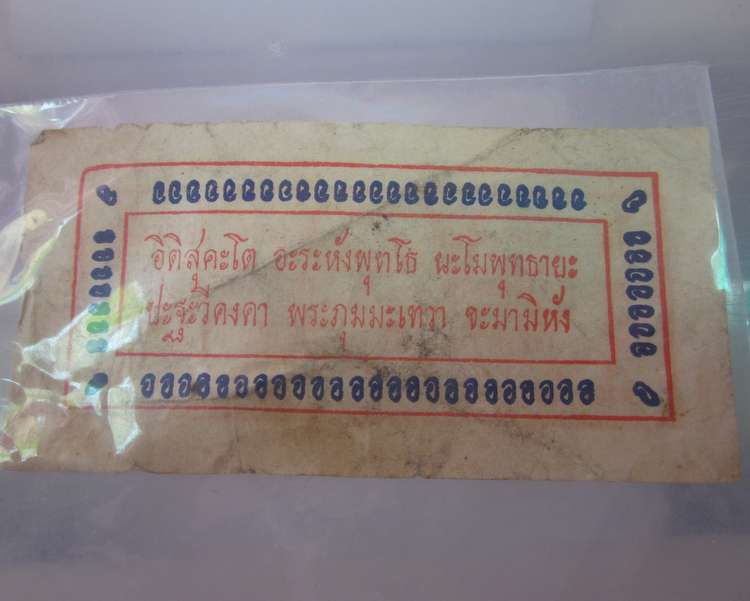 อิติสุคะโต อะระหังพุทโธ นะโมพุทธายะ
ปะฐะวีคงคา พระภุมมะเทวา ขะมามิหัง